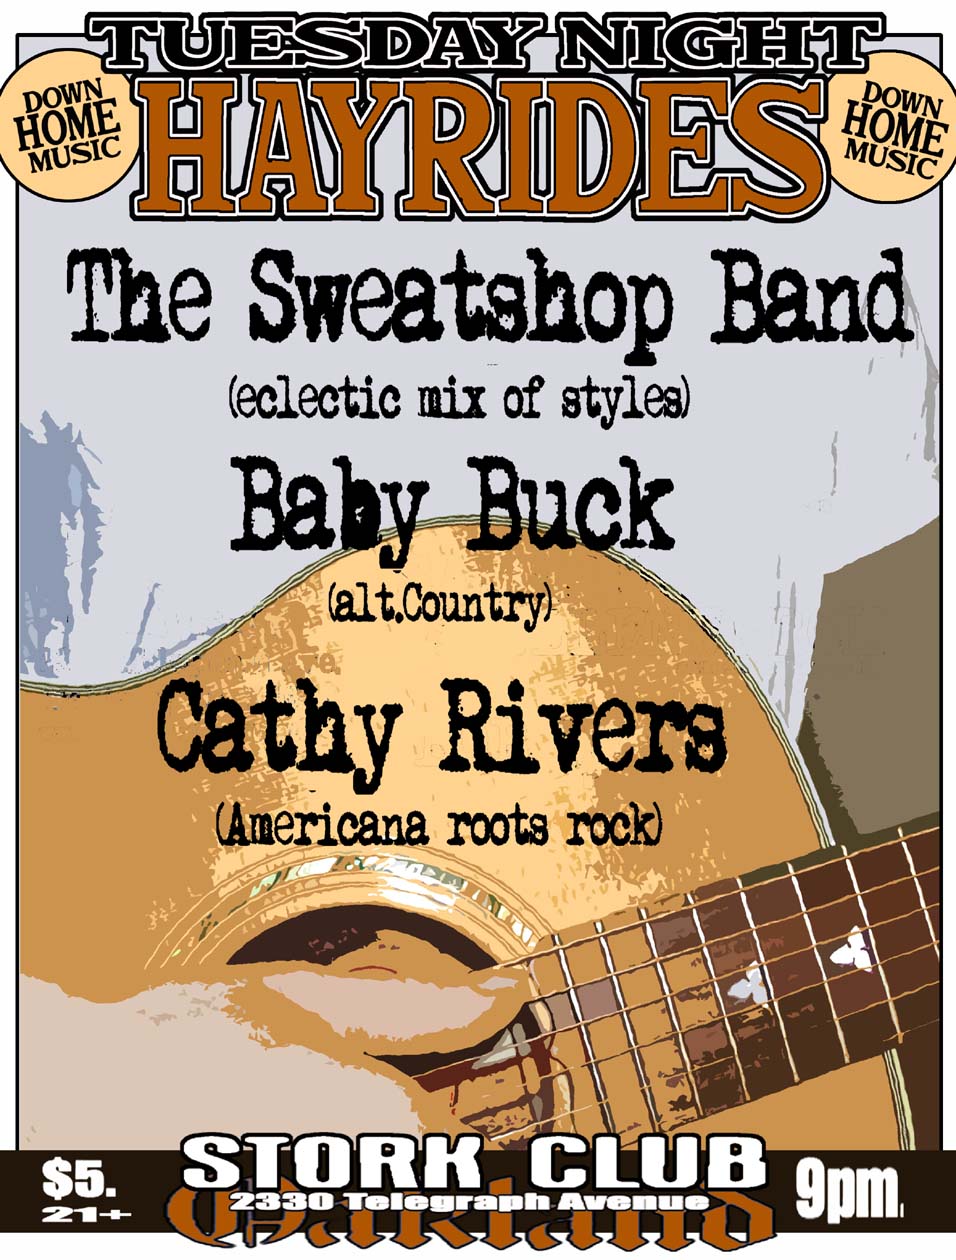 TUESDAY NIGHT
HAYRIDES
DOWN
HOME
MUSIC
DOWN
HOME
MUSIC
The Sweatshop Band
(eclectic mix of styles)
Baby Buck
(alt.Country)
Cathy Rivers
(Americana roots rock)
$5.
21+
STORK CLUB
2330 Telegraph Avenue
Oakland
9pm